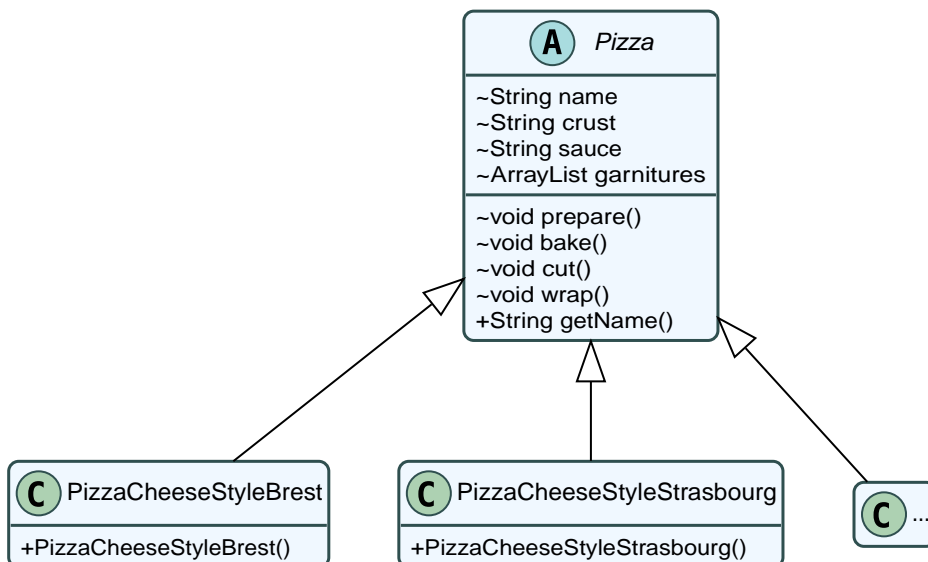 A Pizza
~String name
~String crust
~String sauce
~ArrayList garnitures
~void prepare()
~void bake()
~void cut()
~void wrap()
+String getName()
C PizzaCheeseStyleBrest
+PizzaCheeseStyleBrest()
C PizzaCheeseStyleStrasbourg
+PizzaCheeseStyleStrasbourg()
C ...